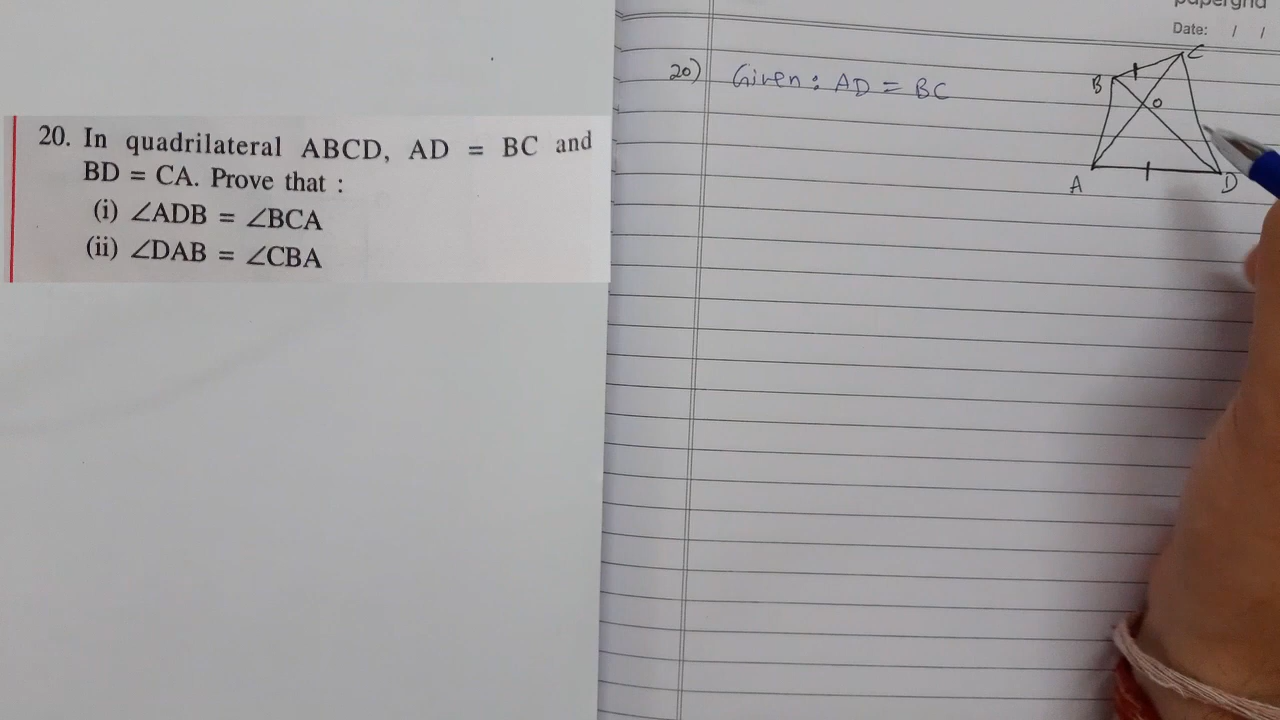 20. In quadrilateral ABCD, AD = BC and
BD = CA. Prove that :
(i) ∠ADB = ∠BCA
(ii) ∠DAB = ∠CBA
Date: / /
20) Given : AD = BC
B C
O
A D